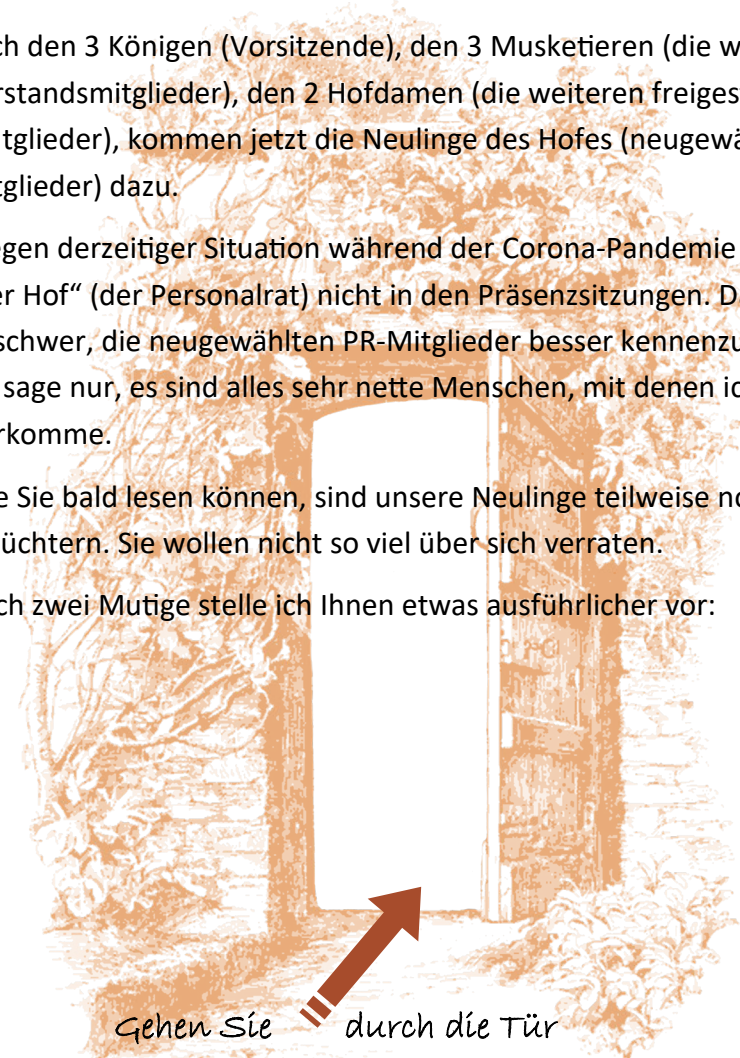 ch den 3 Königen (Vorsitzende), den 3 Musketieren (die w
rstandsmitglieder), den 2 Hofdamen (die weiteren freiges
itglieder), kommen jetzt die Neulinge des Hofes (neugewä
tglieder) dazu.
egen derzeitiger Situation während der Corona-Pandemie
er Hof“ (der Personalrat) nicht in den Präsenzsitzungen. D
schwer, die neugewählten PR-Mitglieder besser kennenzu
sage nur, es sind alles sehr nette Menschen, mit denen ic
rkomme.
e Sie bald lesen können, sind unsere Neulinge teilweise no
üchtern. Sie wollen nicht so viel über sich verraten.
ch zwei Mutige stelle ich Ihnen etwas ausführlicher vor:
Gehen Sie durch die Tür